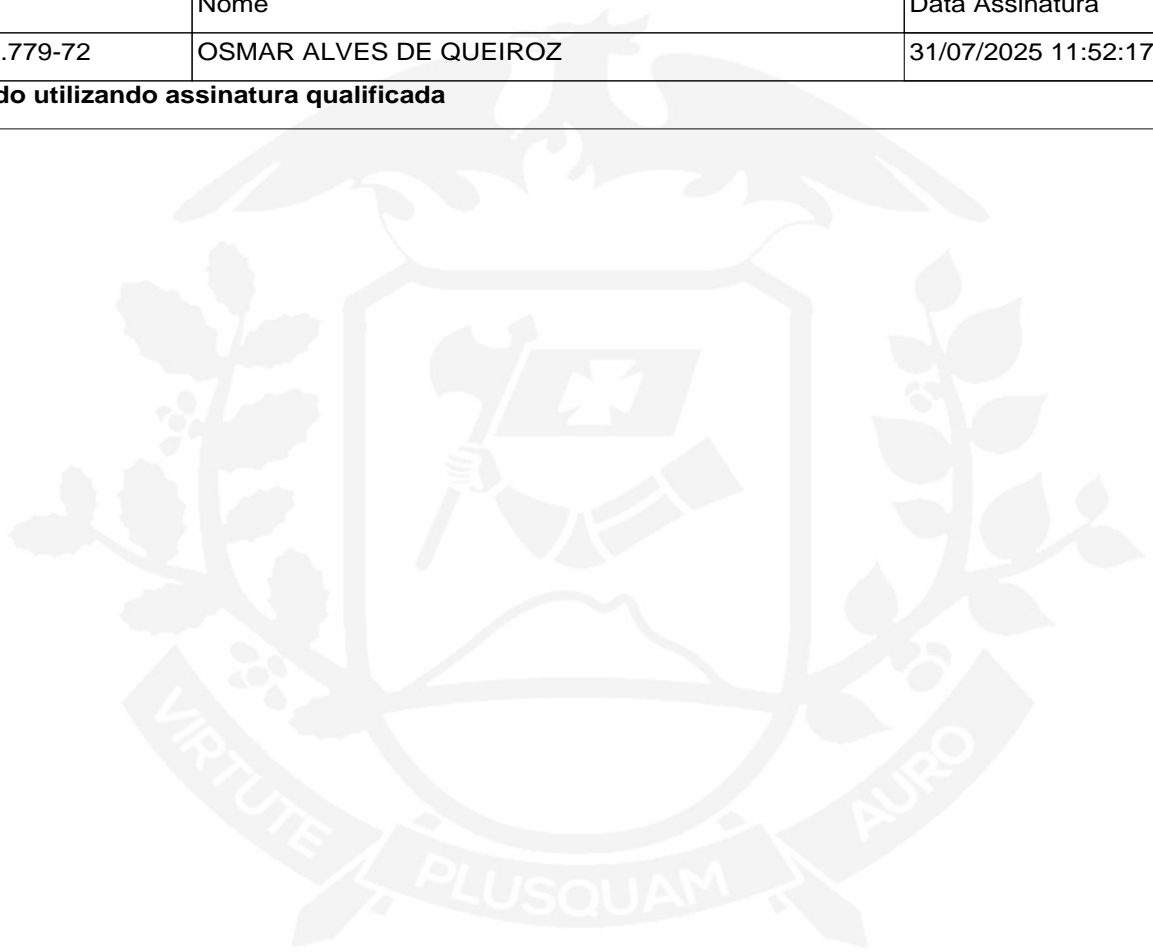 Nome Data Assinatura
.779-72 OSMAR ALVES DE QUEIROZ 31/07/2025 11:52:17
do utilizando assinatura qualificada
VIRTUTE PLUSQUAM AURO